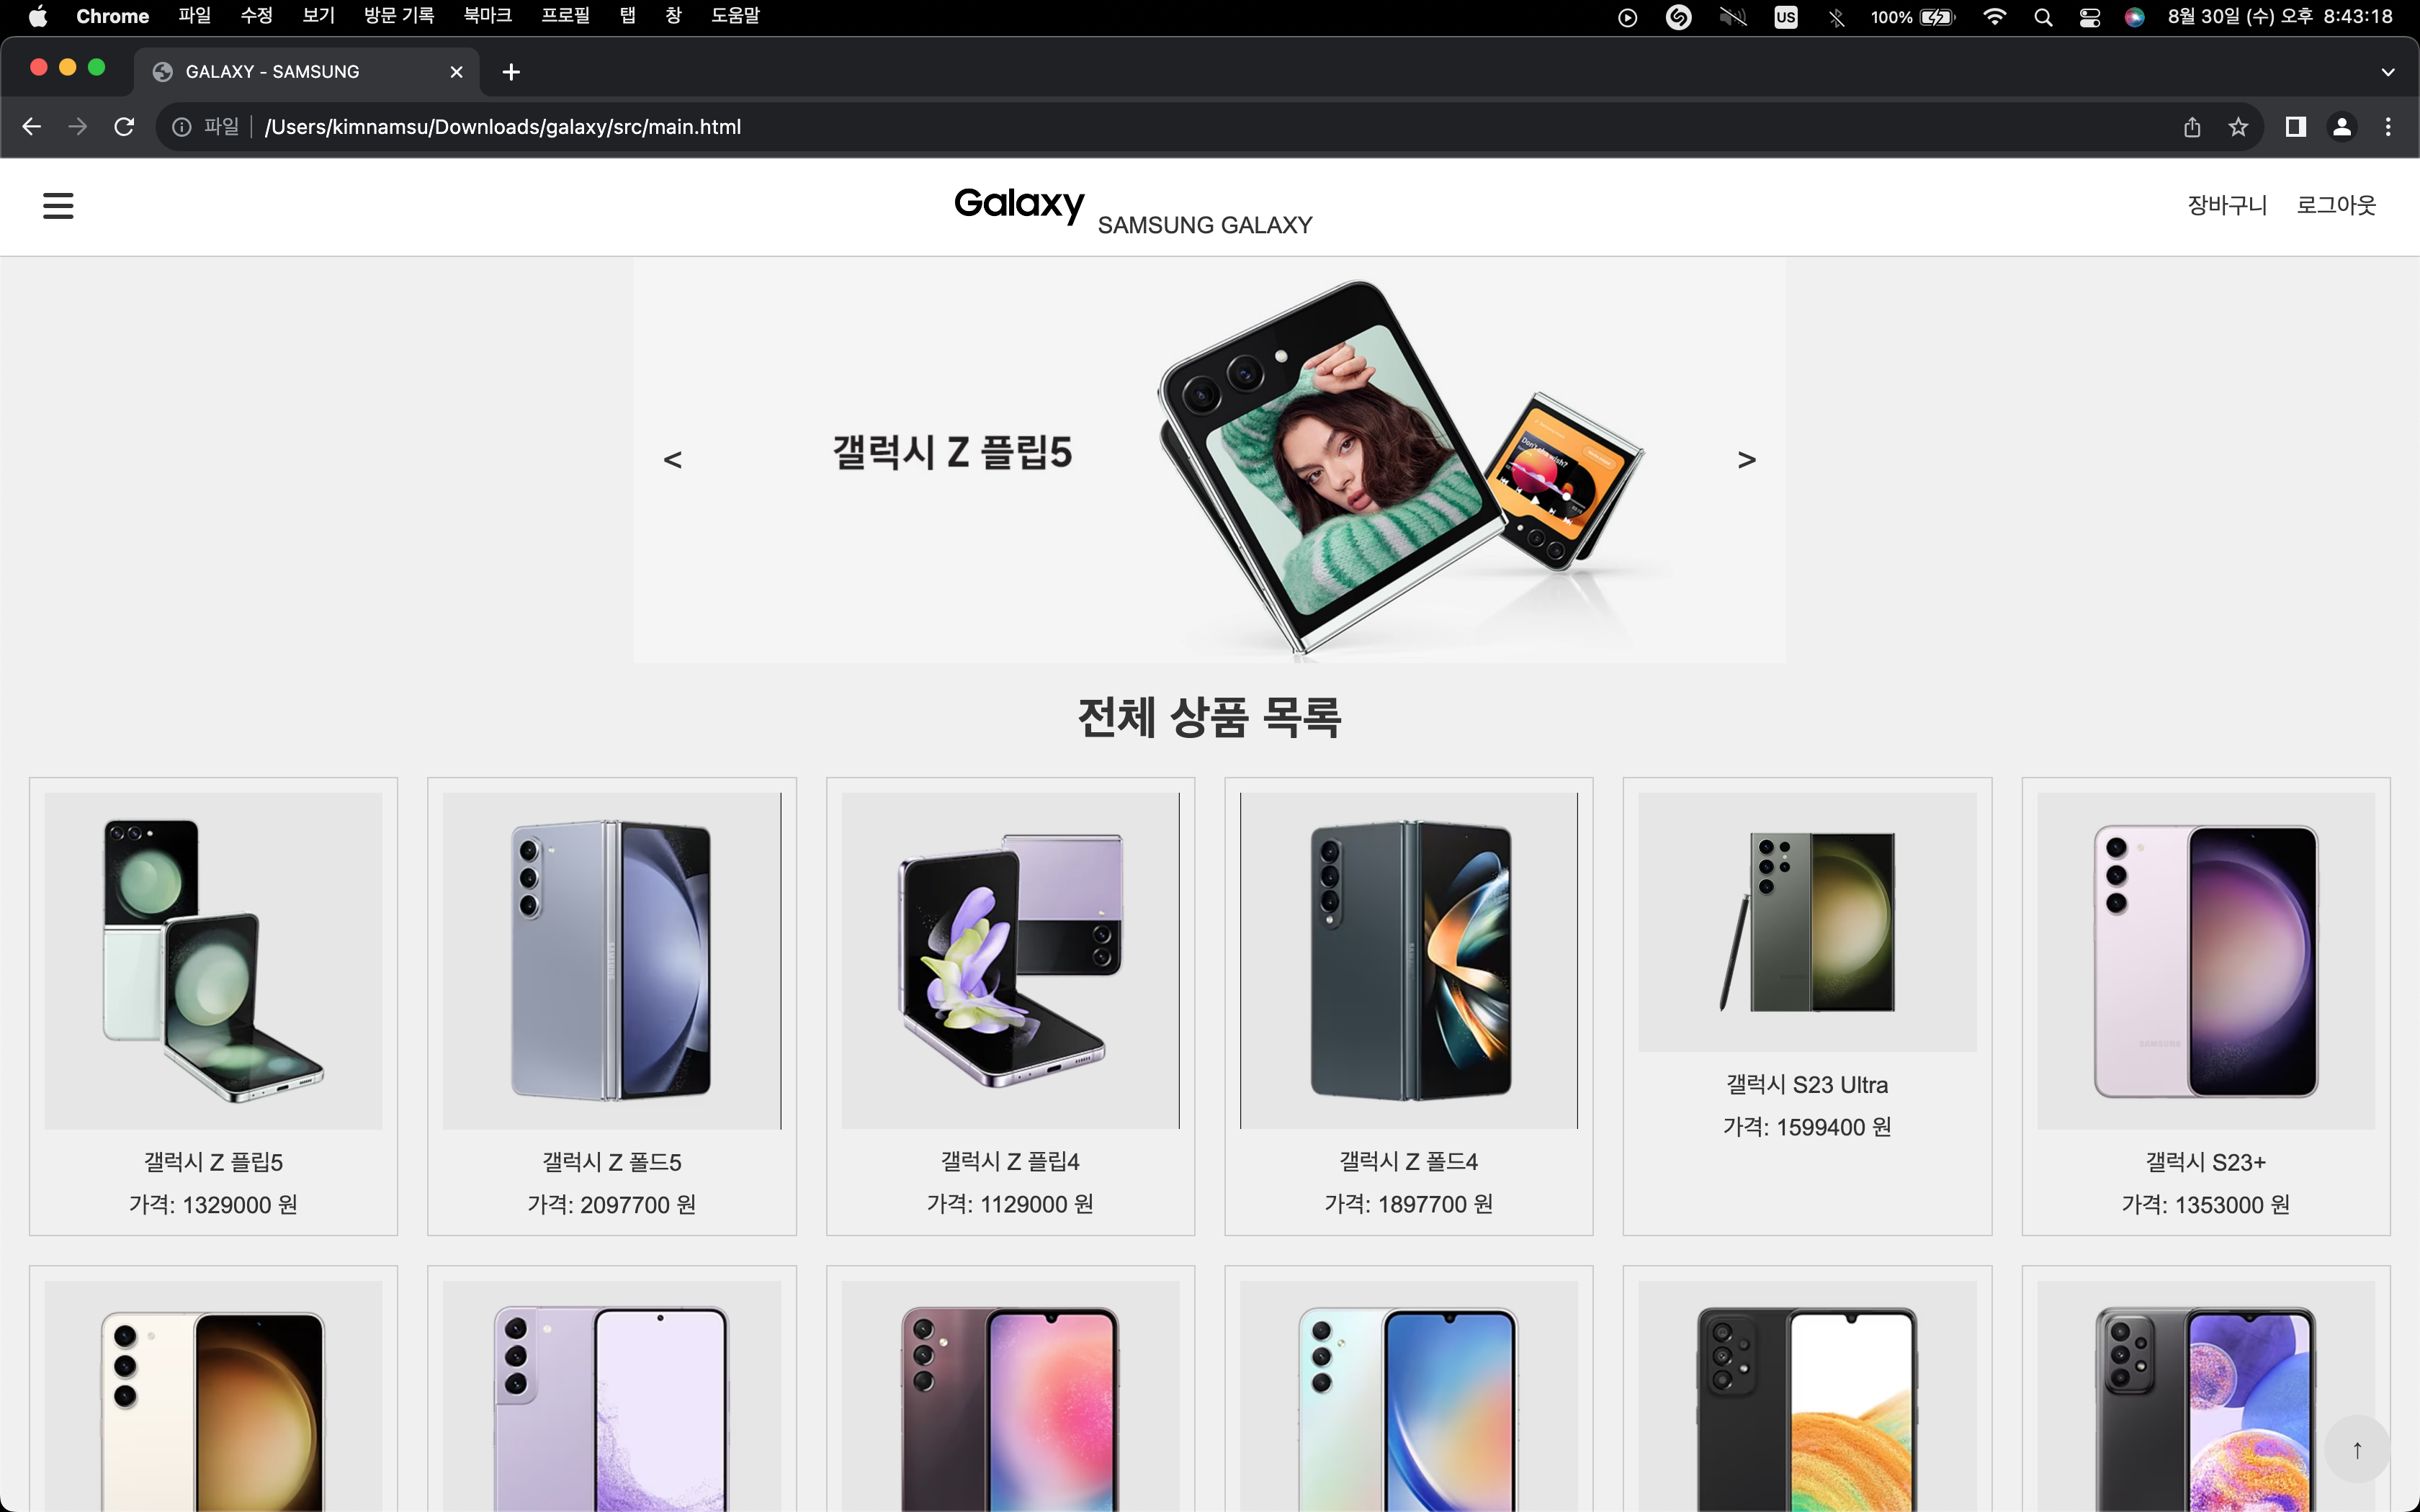 Chrome 파일 수정 보기 방문 기록 북마크 프로필 탭 창 도움말 US 100% 8월 30일 (수) 오후 8:43:18
GALAXY - SAMSUNG
파일 /Users/kimnamsu/Downloads/galaxy/src/main.html
Galaxy SAMSUNG GALAXY 장바구니 로그아웃
< 갤럭시 Z 플립5 >
전체 상품 목록
갤럭시 Z 플립5
가격: 1329000 원
갤럭시 Z 폴드5
가격: 2097700 원
갤럭시 Z 플립4
가격: 1129000 원
갤럭시 Z 폴드4
가격: 1897700 원
갤럭시 S23 Ultra
가격: 1599400 원
SAMSUNG
갤럭시 S23+
가격: 1353000 원
↑